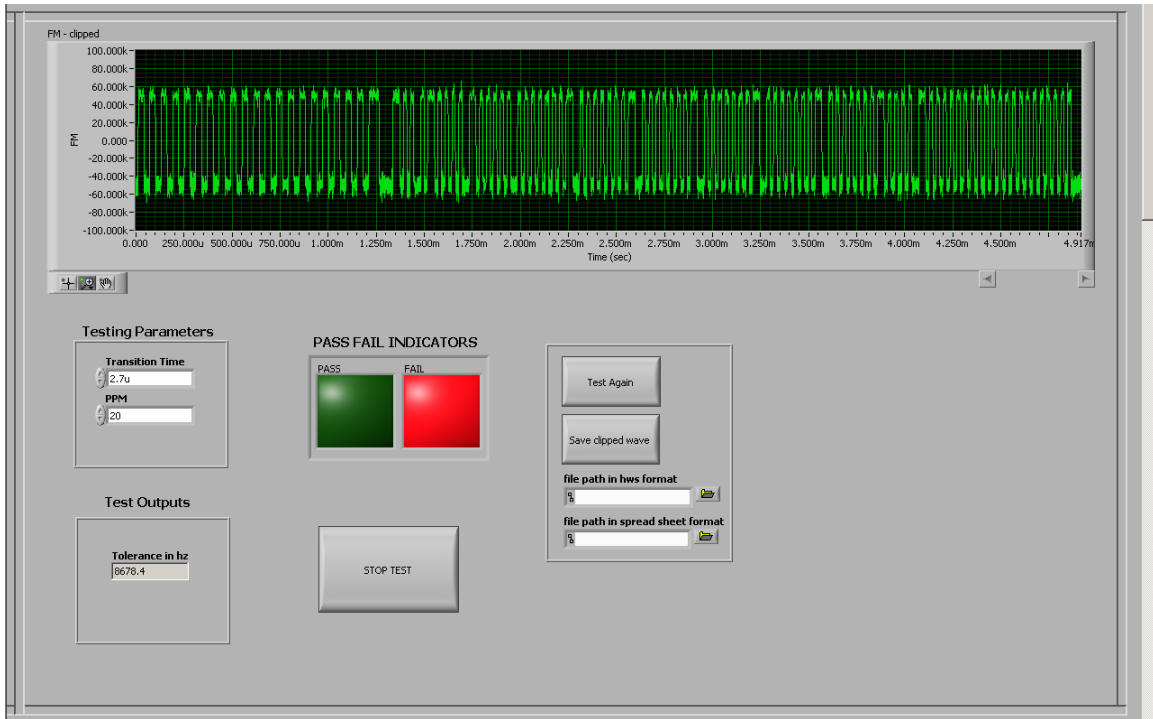 FM - clipped
100.000k
80.000k
60.000k
40.000k
20.000k
0.000
-20.000k
-40.000k
-60.000k
-80.000k
-100.000k
FM
0.000 250.000u 500.000u 750.000u 1.000m 1.250m 1.500m 1.750m 2.000m 2.250m 2.500m 2.750m 3.000m 3.250m 3.500m 3.750m 4.000m 4.250m 4.500m 4.917m
Time (sec)
Testing Parameters
Transition Time
2.7u
PPM
20
PASS FAIL INDICATORS
PASS FAIL
Test Again
Save clipped wave
file path in hws format
file path in spread sheet format
Test Outputs
Tolerance in hz
8678.4
STOP TEST